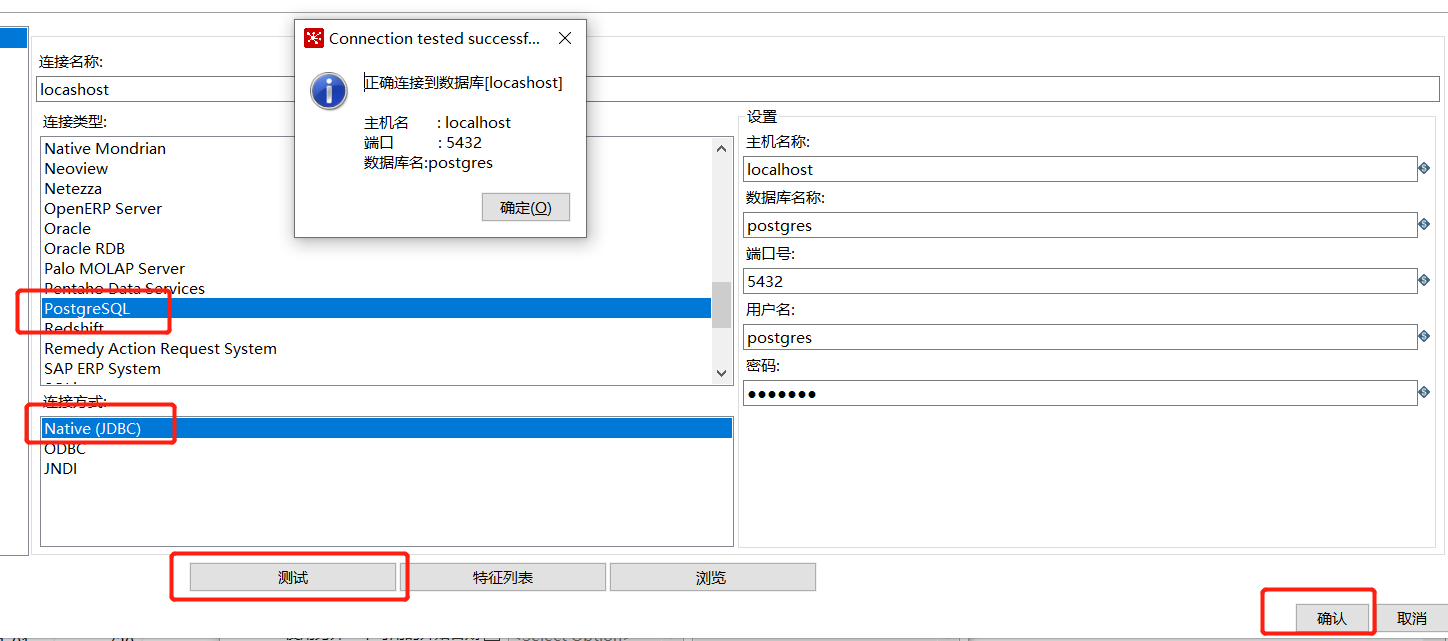 Connection tested successf...
正确连接到数据库[locashost]
主机名 : localhost
端口 : 5432
数据库名:postgres
确定(O)
连接名称:
locashost
连接类型:
Native Mondrian
Neoview
Netezza
OpenERP Server
Oracle
Oracle RDB
Palo MOLAP Server
Pentaho Data Services
PostgreSQL
Redshift
Remedy Action Request System
SAP ERP System
连接方式:
Native (JDBC)
ODBC
JNDI
设置
主机名称:
localhost
数据库名称:
postgres
端口号:
5432
用户名:
postgres
密码:
●●●●●●●
测试
特征列表
浏览
确认
取消